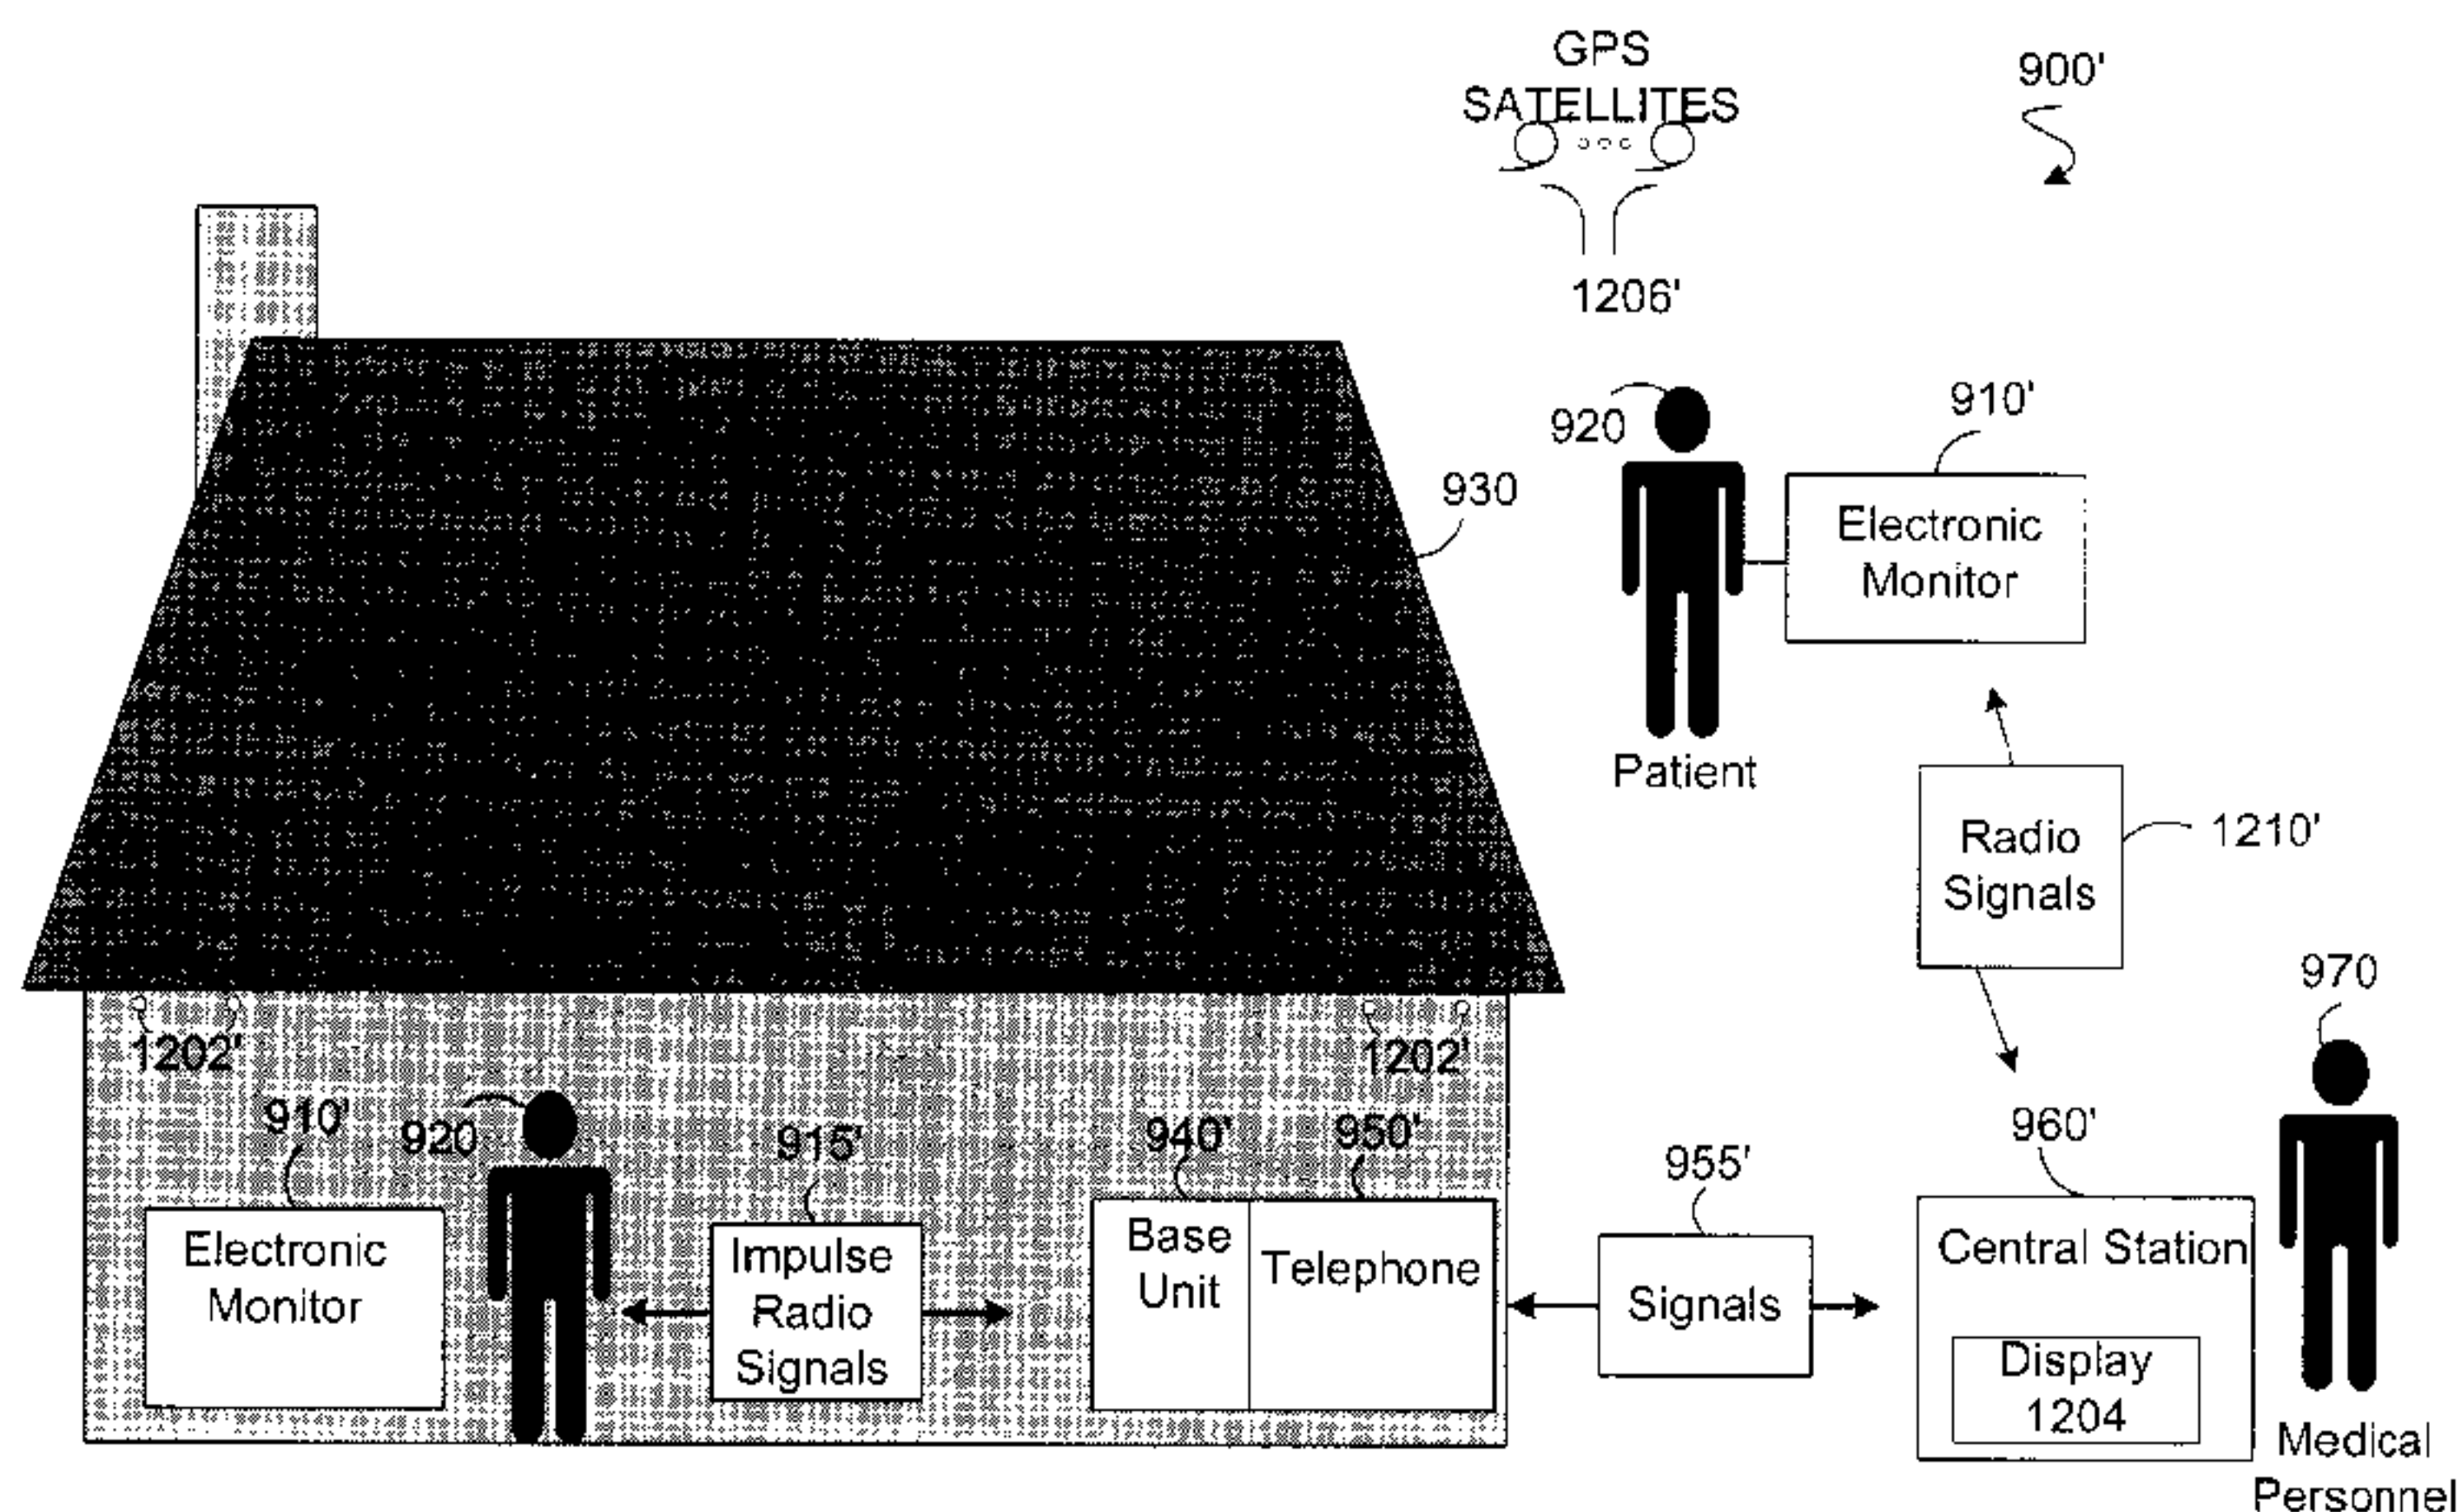 GPS
SATELLITES
900'
1206'
920
910'
930
Electronic
Monitor
Patient
Radio
Signals
1210'
970
1202'
1202'
910'
920
915'
940'
950'
955'
960'
Electronic
Monitor
Impulse
Radio
Signals
Base
Unit
Telephone
Signals
Central Station
Display
1204
Medical
Personnel